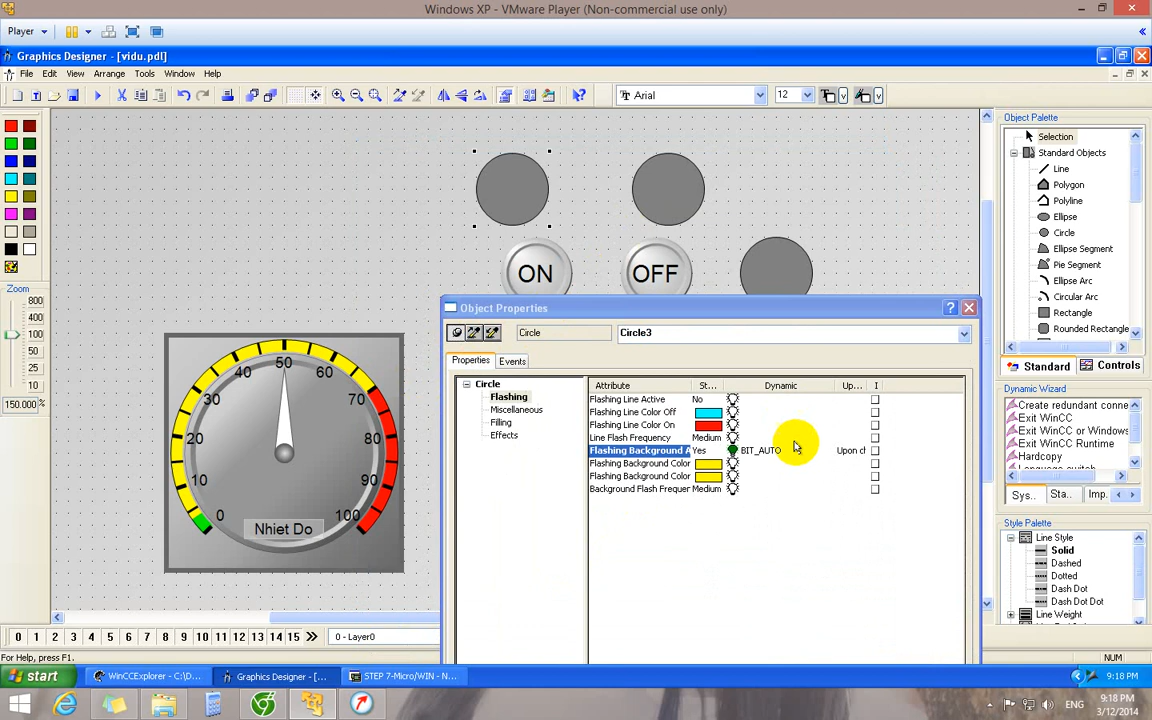 Windows XP - VMware Player (Non-commercial use only)
Player
Graphics Designer - [vidu.pdl]
File Edit View Arrange Tools Window Help
Arial 12
Zoom
800
400
200
100
50
25
10
150.000
ON OFF
0 10 20 30 40 50 60 70 80 90 100
Nhiet Do
Object Properties
Circle Circle3
Properties Events
Circle
Flashing
Miscellaneous
Filling
Effects
Attribute St... Dynamic Up... I
Flashing Line Active No
Flashing Line Color Off
Flashing Line Color On
Line Flash Frequency Medium
Flashing Background A Yes BIT_AUTO Upon ch
Flashing Background Color
Flashing Background Color
Background Flash Frequer Medium
Object Palette
Selection
Standard Objects
Line
Polygon
Polyline
Ellipse
Circle
Ellipse Segment
Pie Segment
Ellipse Arc
Circular Arc
Rectangle
Rounded Rectangle
Standard Controls
Dynamic Wizard
Create redundant conne
Exit WinCC
Exit WinCC or Windows
Exit WinCC Runtime
Hardcopy
Language switch
Sys.. Sta.. Imp.
Style Palette
Line Style
Solid
Dashed
Dotted
Dash Dot
Dash Dot Dot
Line Weight
0 1 2 3 4 5 6 7 8 9 10 11 12 13 14 15 0 - Layer0
For Help, press F1. NUM
start WinCCExplorer - C:\D... Graphics Designer - [... STEP 7-Micro/WIN - N... 9:18 PM
9:18 PM
3/12/2014